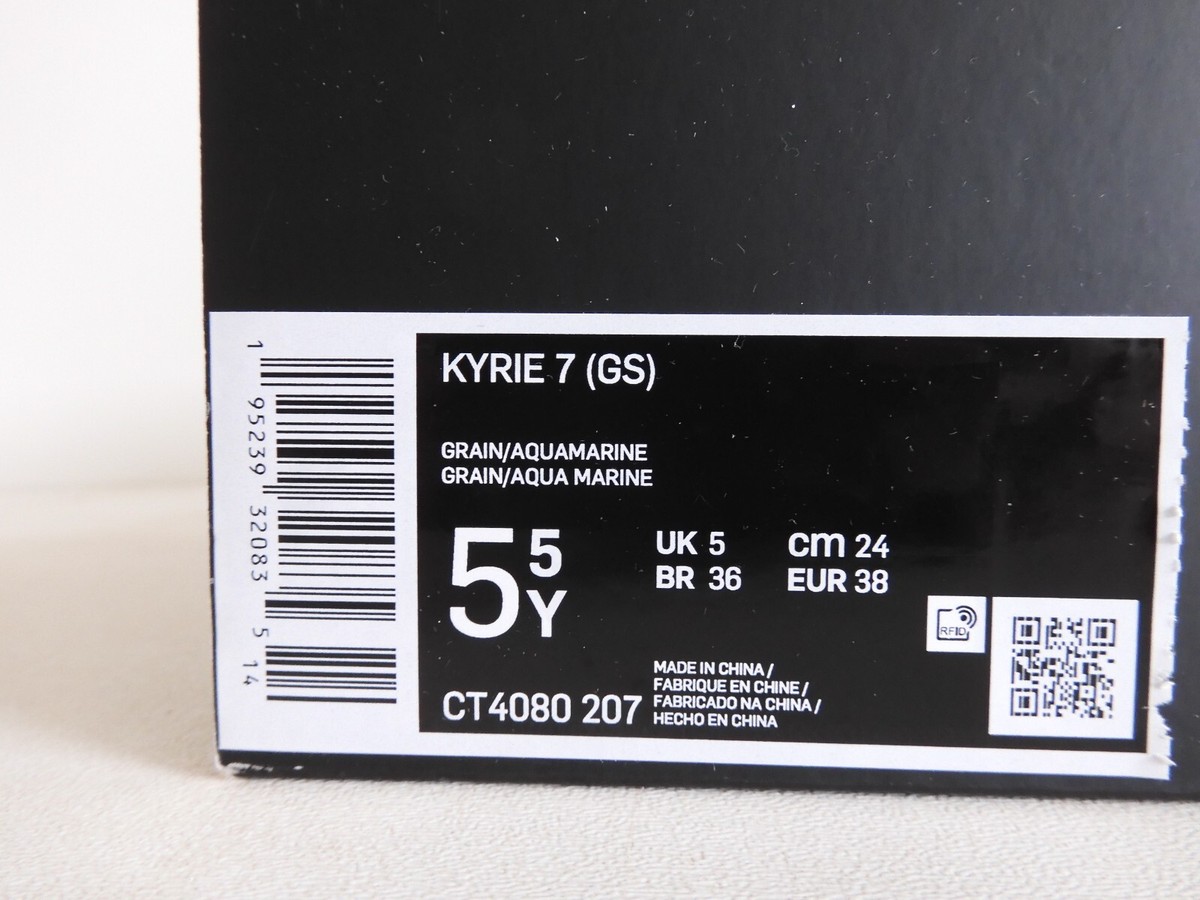 KYRIE 7 (GS)
GRAIN/AQUAMARINE
GRAIN/AQUA MARINE
5 5 Y
UK 5 cm 24
BR 36 EUR 38
RFID
CT4080 207
MADE IN CHINA /
FABRIQUE EN CHINE /
FABRICADO NA CHINA /
HECHO EN CHINA
1 95239 32083 5 14